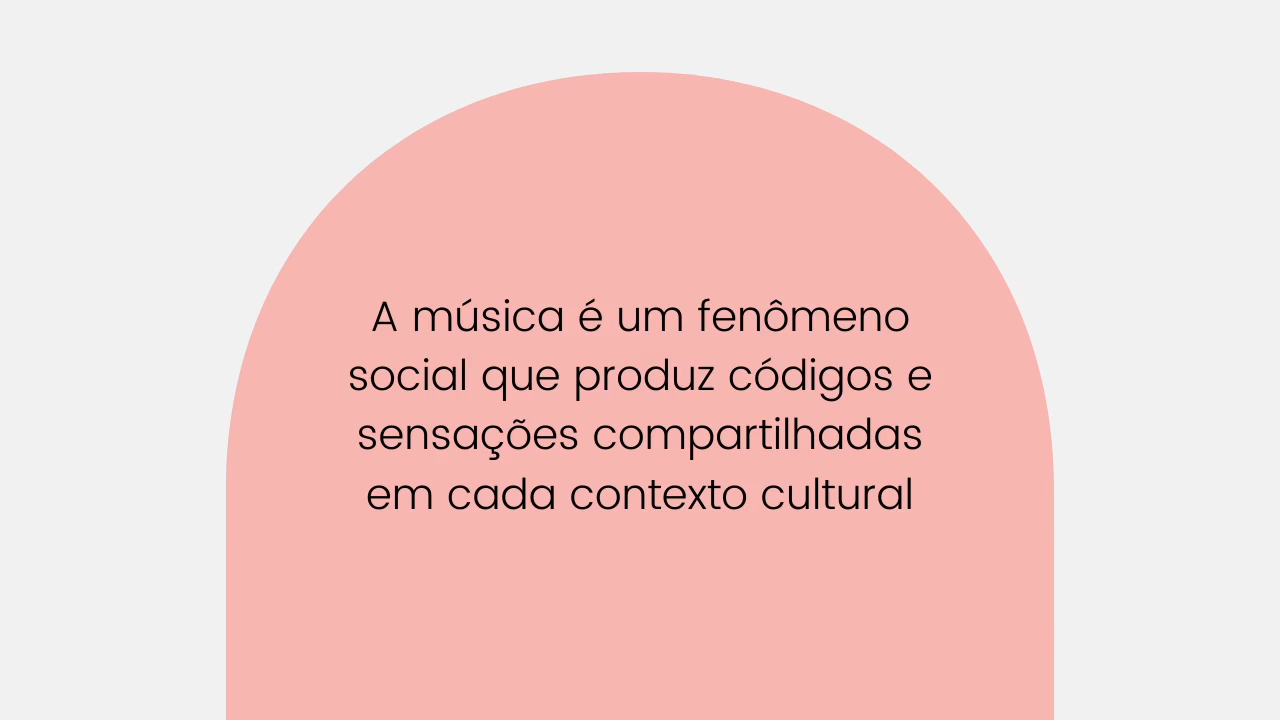 A música é um fenômeno
social que produz códigos e
sensações compartilhadas
em cada contexto cultural